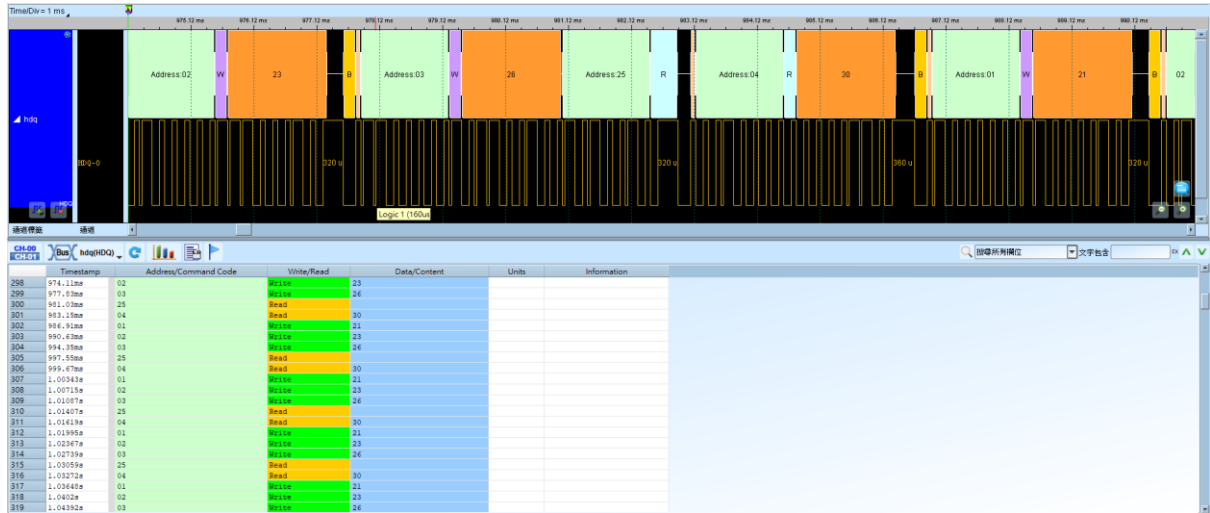 Time/Div = 1 ms
975.12 ms 976.12 ms 977.12 ms 978.12 ms 979.12 ms 980.12 ms 981.12 ms 982.12 ms 983.12 ms 984.12 ms 985.12 ms 986.12 ms 987.12 ms 988.12 ms 989.12 ms 990.12 ms
Address:02 W 23 B Address:03 W 26 Address:25 R Address:04 R 30 B Address:01 W 21 B 02
hdq
HDQ-0 320 u 320 u 360 u 320 u
HDQ
Logic 1 (160us
通道標籤 通道
CH-00
CH-01
Bus hdq(HDQ) 搜尋所有欄位 文字包含
Timestamp Address/Command Code Write/Read Data/Content Units Information
298 974.11ms 02 Write 23
299 977.83ms 03 Write 26
300 981.03ms 25 Read
301 983.15ms 04 Read 30
302 986.91ms 01 Write 21
303 990.63ms 02 Write 23
304 994.35ms 03 Write 26
305 997.55ms 25 Read
306 999.67ms 04 Read 30
307 1.00343s 01 Write 21
308 1.00715s 02 Write 23
309 1.01087s 03 Write 26
310 1.01407s 25 Read
311 1.01619s 04 Read 30
312 1.01995s 01 Write 21
313 1.02367s 02 Write 23
314 1.02739s 03 Write 26
315 1.03059s 25 Read
316 1.03272s 04 Read 30
317 1.03648s 01 Write 21
318 1.0402s 02 Write 23
319 1.04392s 03 Write 26